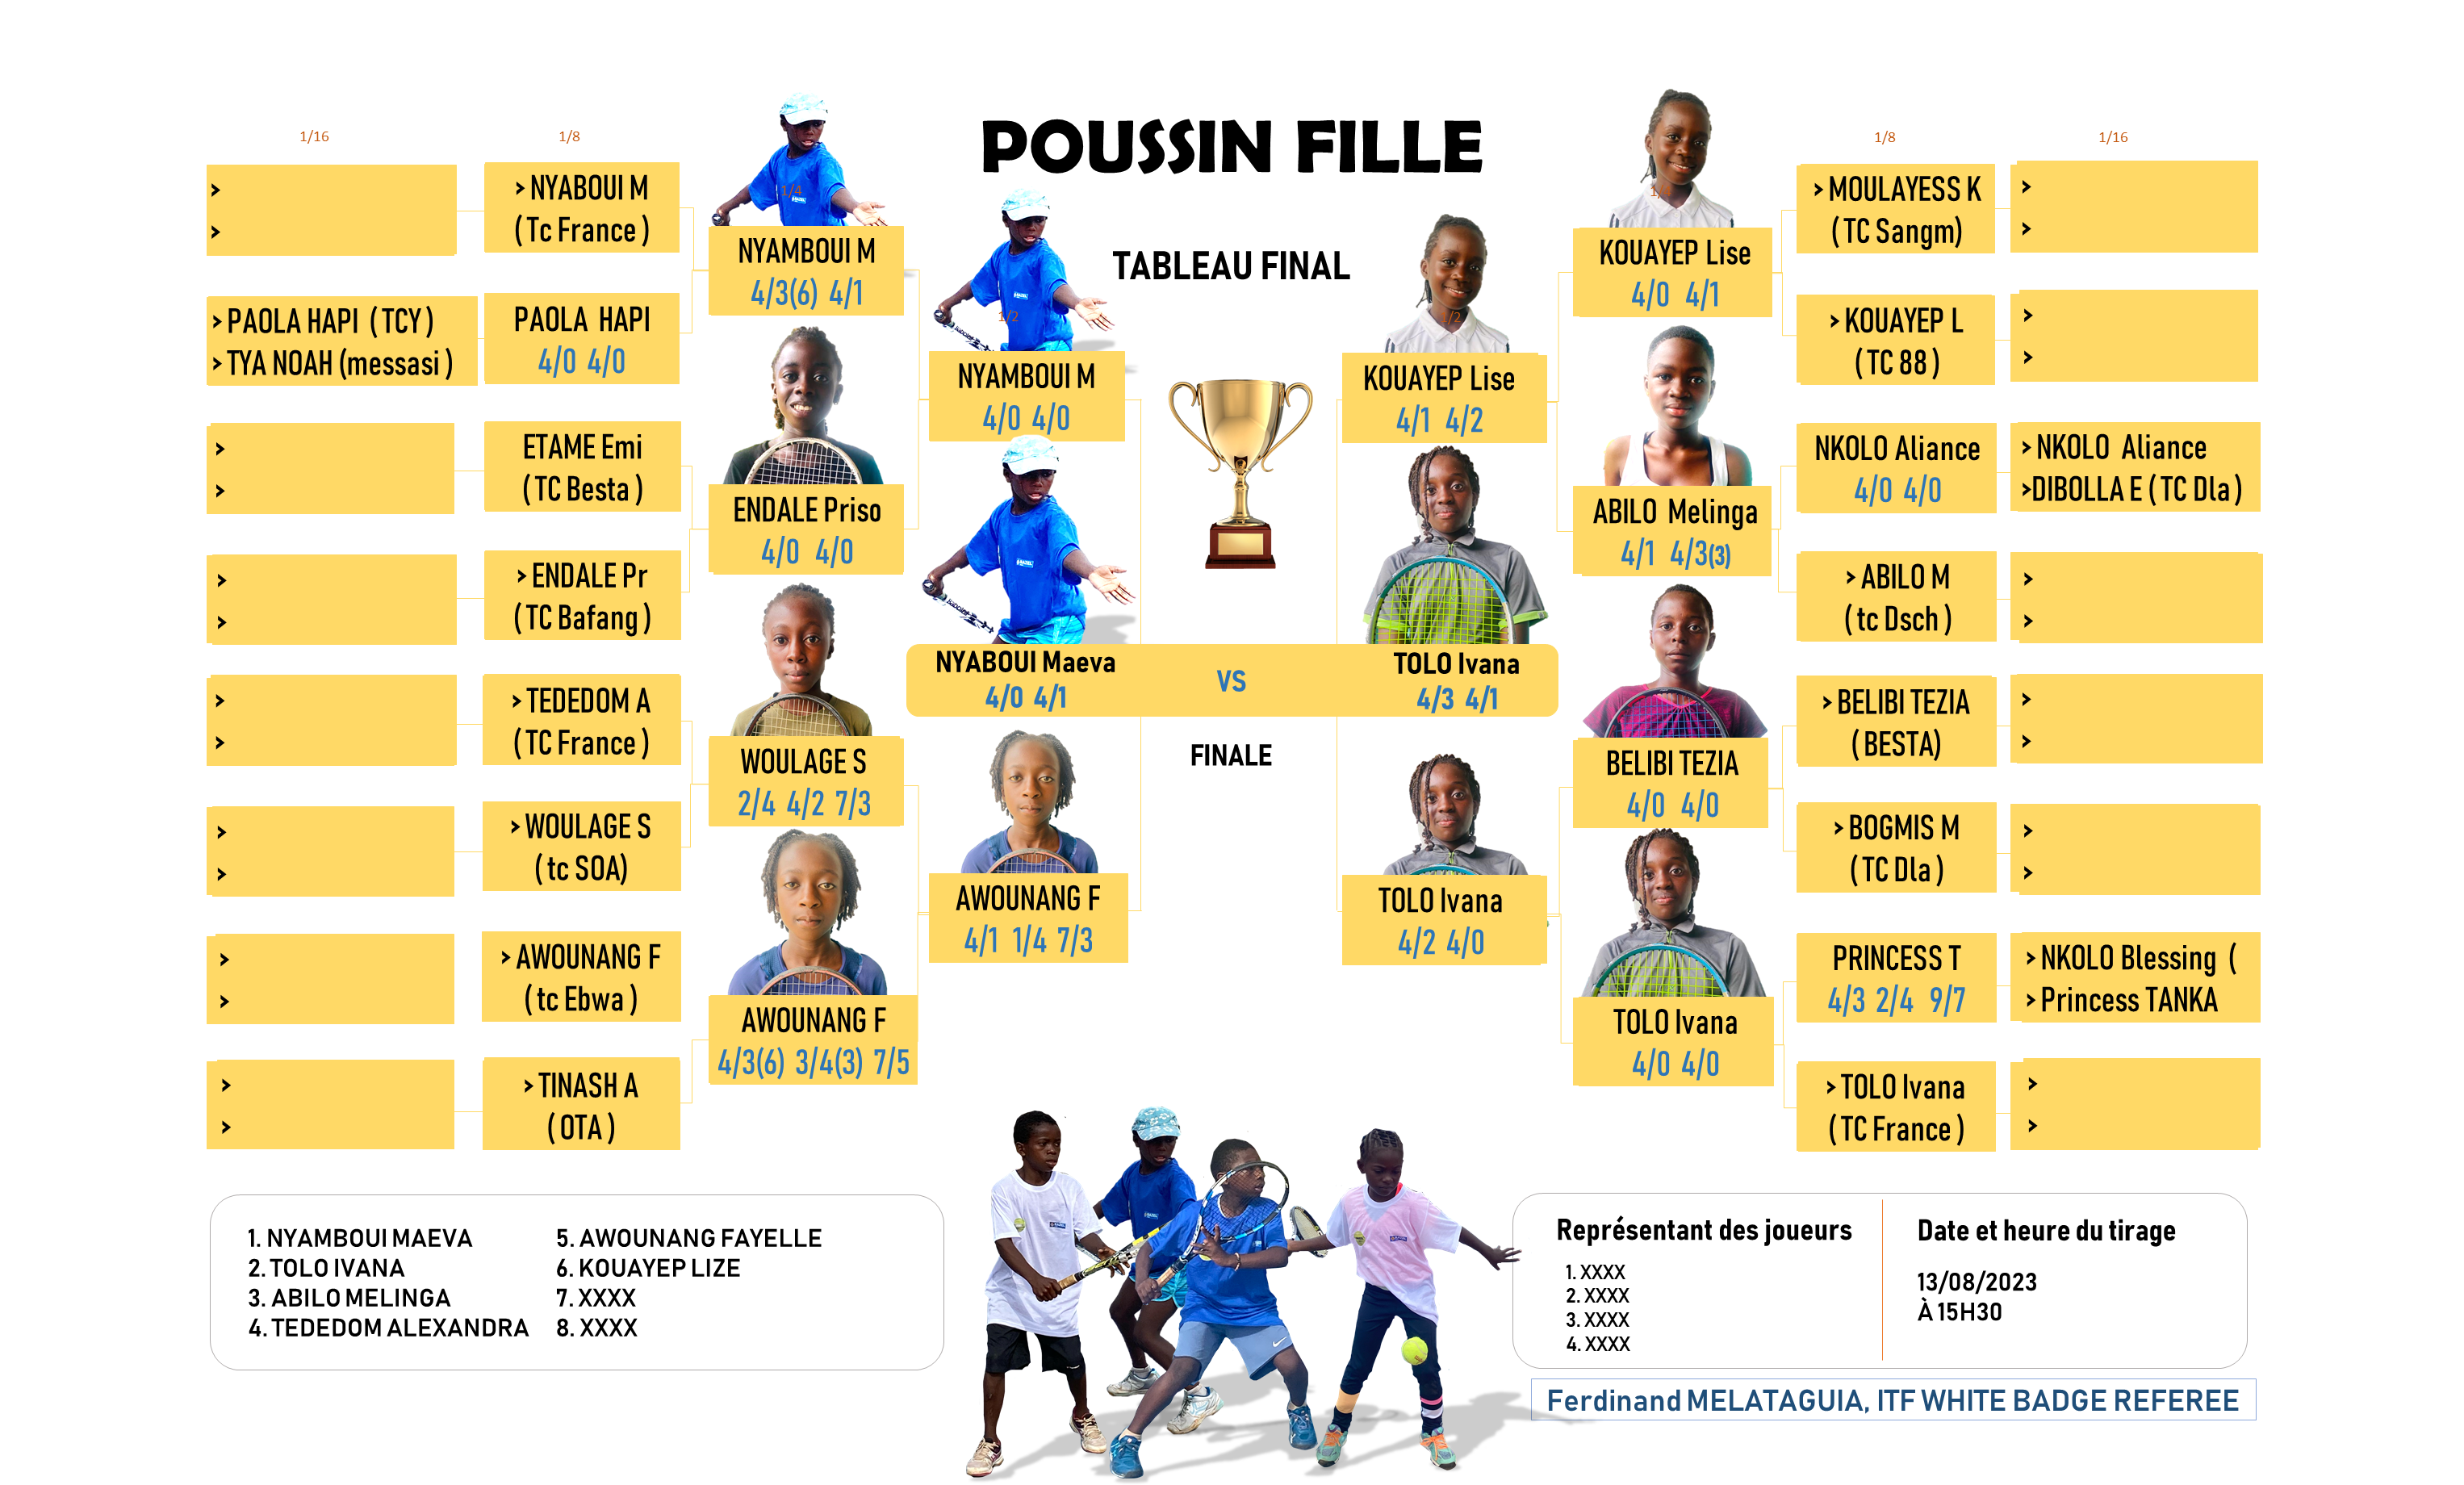 POUSSIN FILLE
TABLEAU FINAL
1/16
1/8
1/4
1/2
1/2
1/8
1/16
>
>
> PAOLA HAPI ( TCY )
> TYA NOAH (messasi )
>
>
>
>
>
>
>
>
>
>
>
>
> NYABOUI M
( Tc France )
PAOLA HAPI
4/0 4/0
ETAME Emi
( TC Besta )
> ENDALE Pr
(TC Bafang )
> TEDEDOM A
(TC France )
> WOULAGE S
( tc SOA)
> AWOUNANG F
( tc Ebwa )
> TINASH A
( OTA )
NYAMBOUI M
4/3(6) 4/1
ENDALE Priso
4/0 4/0
WOULAGE S
2/4 4/2 7/3
AWOUNANG F
4/3(6) 3/4(3) 7/5
NYAMBOUI M
4/0 4/0
AWOUNANG F
4/1 1/4 7/3
NYABOUI Maeva
4/0 4/1
VS
TOLO Ivana
4/3 4/1
FINALE
KOUAYEP Lise
4/1 4/2
TOLO Ivana
4/2 4/0
KOUAYEP Lise
4/0 4/1
ABILO Melinga
4/1 4/3(3)
BELIBI TEZIA
4/0 4/0
TOLO Ivana
4/0 4/0
> MOULAYESS K
( TC Sangm)
> KOUAYEP L
( TC 88 )
NKOLO Aliance
4/0 4/0
> ABILO M
( tc Dsch )
> BELIBI TEZIA
( BESTA)
> BOGMIS M
( TC Dla )
PRINCESS T
4/3 2/4 9/7
> TOLO Ivana
( TC France )
>
>
>
>
> NKOLO Aliance
>DIBOLLA E ( TC Dla )
>
>
>
>
>
>
> NKOLO Blessing (
> Princess TANKA
>
>
1. NYAMBOUI MAEVA
2. TOLO IVANA
3. ABILO MELINGA
4. TEDEDOM ALEXANDRA
5. AWOUNANG FAYELLE
6. KOUAYEP LIZE
7. XXXX
8. XXXX
Représentant des joueurs
1. XXXX
2. XXXX
3. XXXX
4. XXXX
Date et heure du tirage
13/08/2023
À 15H30
Ferdinand MELATAGUIA, ITF WHITE BADGE REFEREE